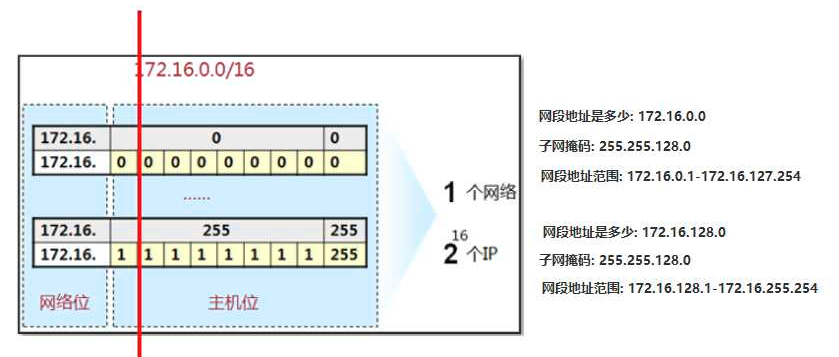 172.16.0.0/16
172.16. 0 0
172.16. 0 0 0 0 0 0 0 0 0
......
172.16. 255 255
172.16. 1 1 1 1 1 1 1 1 255
网络位 主机位
1 个网络
16
2 个IP
网段地址是多少: 172.16.0.0
子网掩码: 255.255.128.0
网段地址范围: 172.16.0.1-172.16.127.254
网段地址是多少: 172.16.128.0
子网掩码: 255.255.128.0
网段地址范围: 172.16.128.1-172.16.255.254